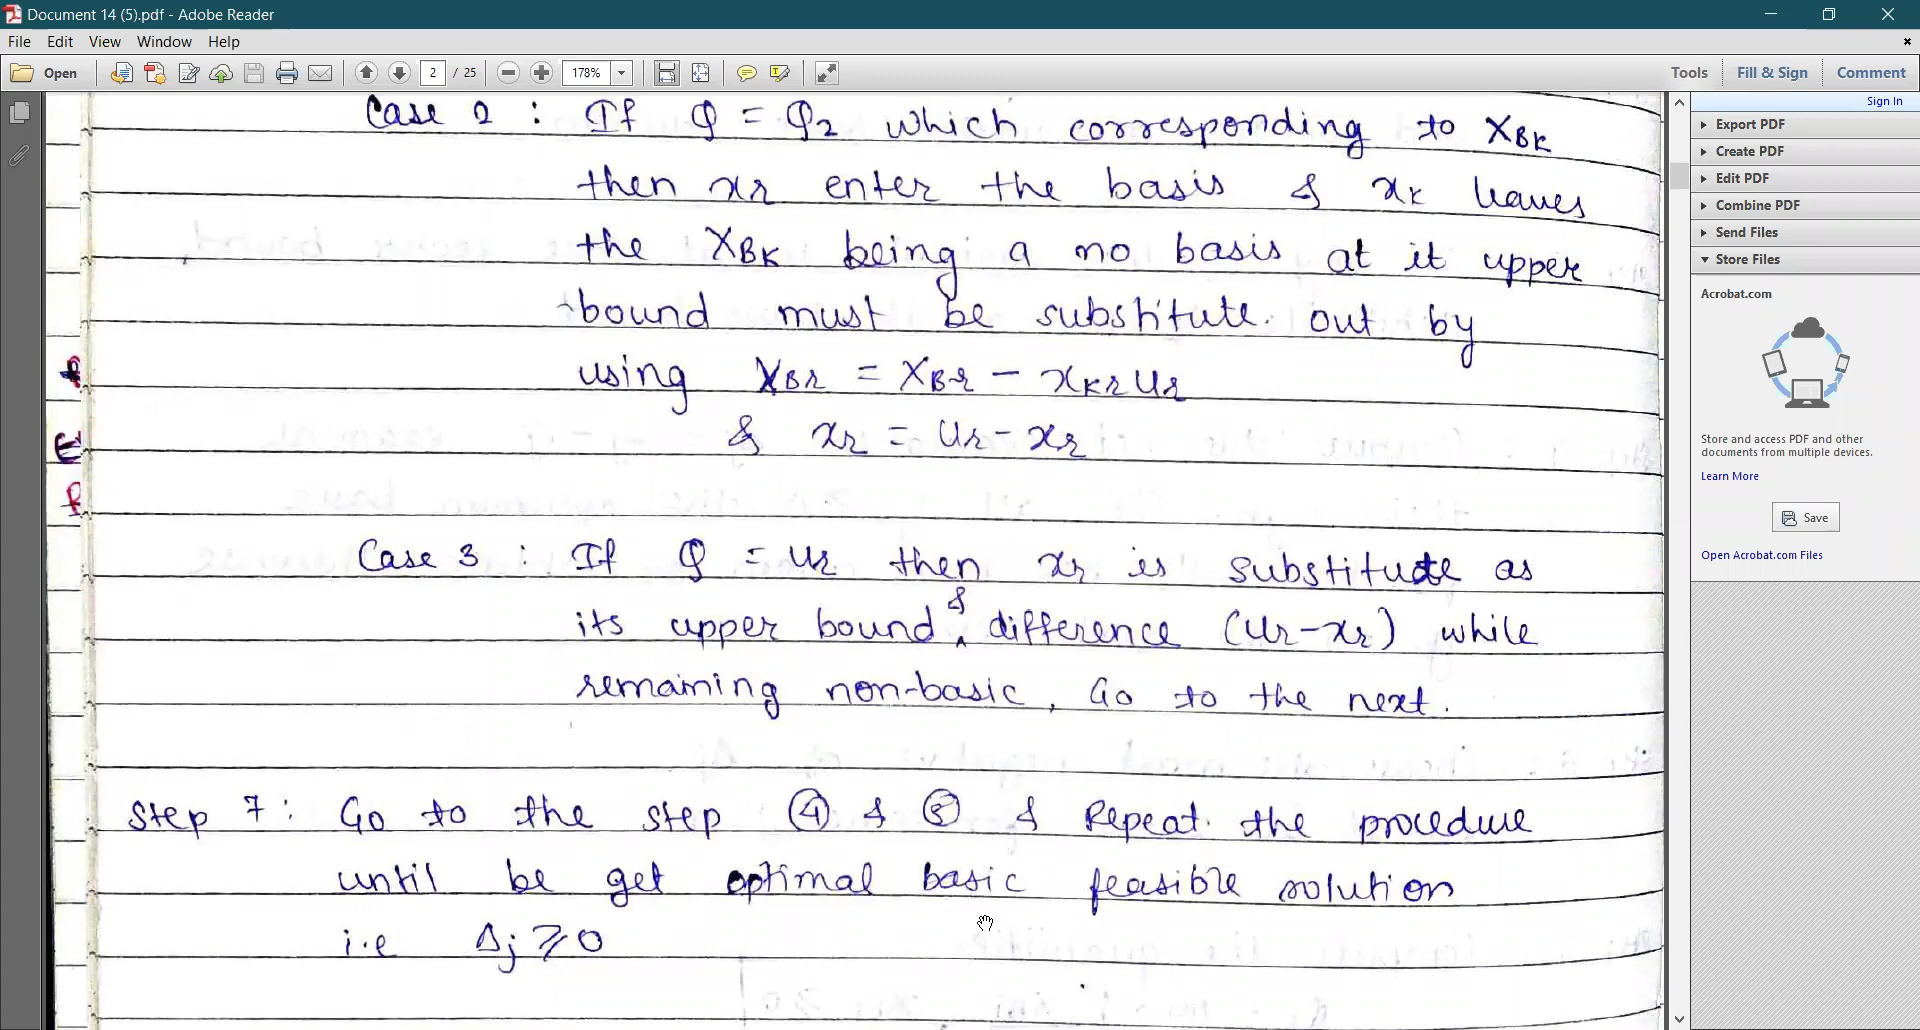 Document 14 (5).pdf - Adobe Reader
File Edit View Window Help
Open 2 / 25 178% Tools Fill & Sign Comment
Sign In
Export PDF
Create PDF
Edit PDF
Combine PDF
Send Files
Store Files
Acrobat.com
Store and access PDF and other
documents from multiple devices.
Learn More
Save
Open Acrobat.com Files
Case 2 : If φ = φ₂ which corresponding to XBK
then xr enter the basis & xK leaves
the XBK being a no basis at it upper
bound must be substitute out by
using XBr = XBr - xKr ur
& xr = ur - xr
Case 3 : If φ = ur then xr is substitute as
its upper bound & difference (ur-xr) while
remaining non-basic, Go to the next.
Step 7 : Go to the step ④ & ⑤ & Repeat the procedure
until be get optimal basic feasible solution
i.e Δj ⩾ 0